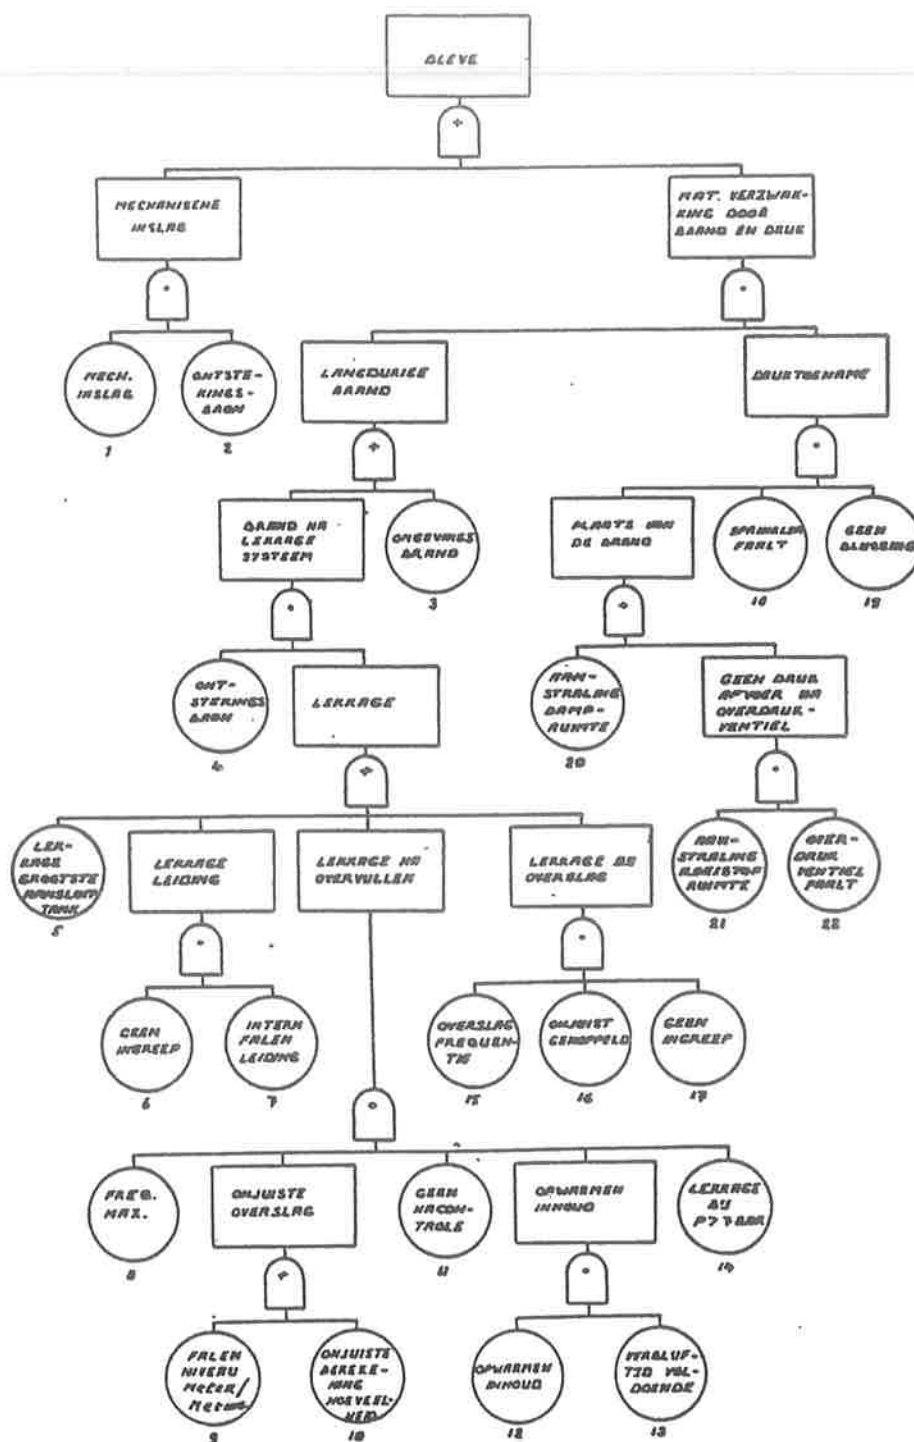 BLEVE
MECHANISCHE
INSLAG
MAT. VERZWAK-
KING DOOR
BRAND EN DRUK
MECH.
INSLAG
1
ONTSTE-
KINGS-
BRON
2
LANGDURIGE
BRAND
DRUKTOENAME
BRAND NA
LEKKAGE
SYSTEEM
OMGEVINGS
BRAND
3
PLAATS VAN
DE BRAND
SPRINKLER
FAALT
18
GEEN
BLUSSING
19
ONT-
STEKINGS
BRON
4
LEKKAGE
AAN-
STRALING
DAMP-
RUIMTE
20
GEEN DRUK
AFVOER VIA
OVERDRUK-
VENTIEL
LEK-
KAGE
GROOTSTE
AANSLUIT
TANK
5
LEKKAGE
LEIDING
LEKKAGE NA
OVERVULLEN
LEKKAGE BIJ
OVERSLAG
AAN-
STRALING
VLOEISTOF
RUIMTE
21
OVER-
DRUK
VENTIEL
FAALT
22
GEEN
INGREEP
6
INTERN
FALEN
LEIDING
7
OVERSLAG
FREQUEN-
TIE
15
ONJUIST
GEKOPPELD
16
GEEN
INGREEP
17
FREQ.
MAX.
8
ONJUISTE
OVERSLAG
GEEN
NACON-
TROLE
11
OPWARMEN
INHOUD
LEKKAGE
BIJ
P>7 BAR
14
FALEN
NIVEAU
METER/
METING
9
ONJUISTE
BEREKE-
NING
HOEVEEL-
HEID
10
OPWARMEN
INHOUD
12
VERBLIJF-
TIJD VOL-
DOENDE
13